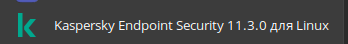 Kaspersky Endpoint Security 11.3.0 для Linux